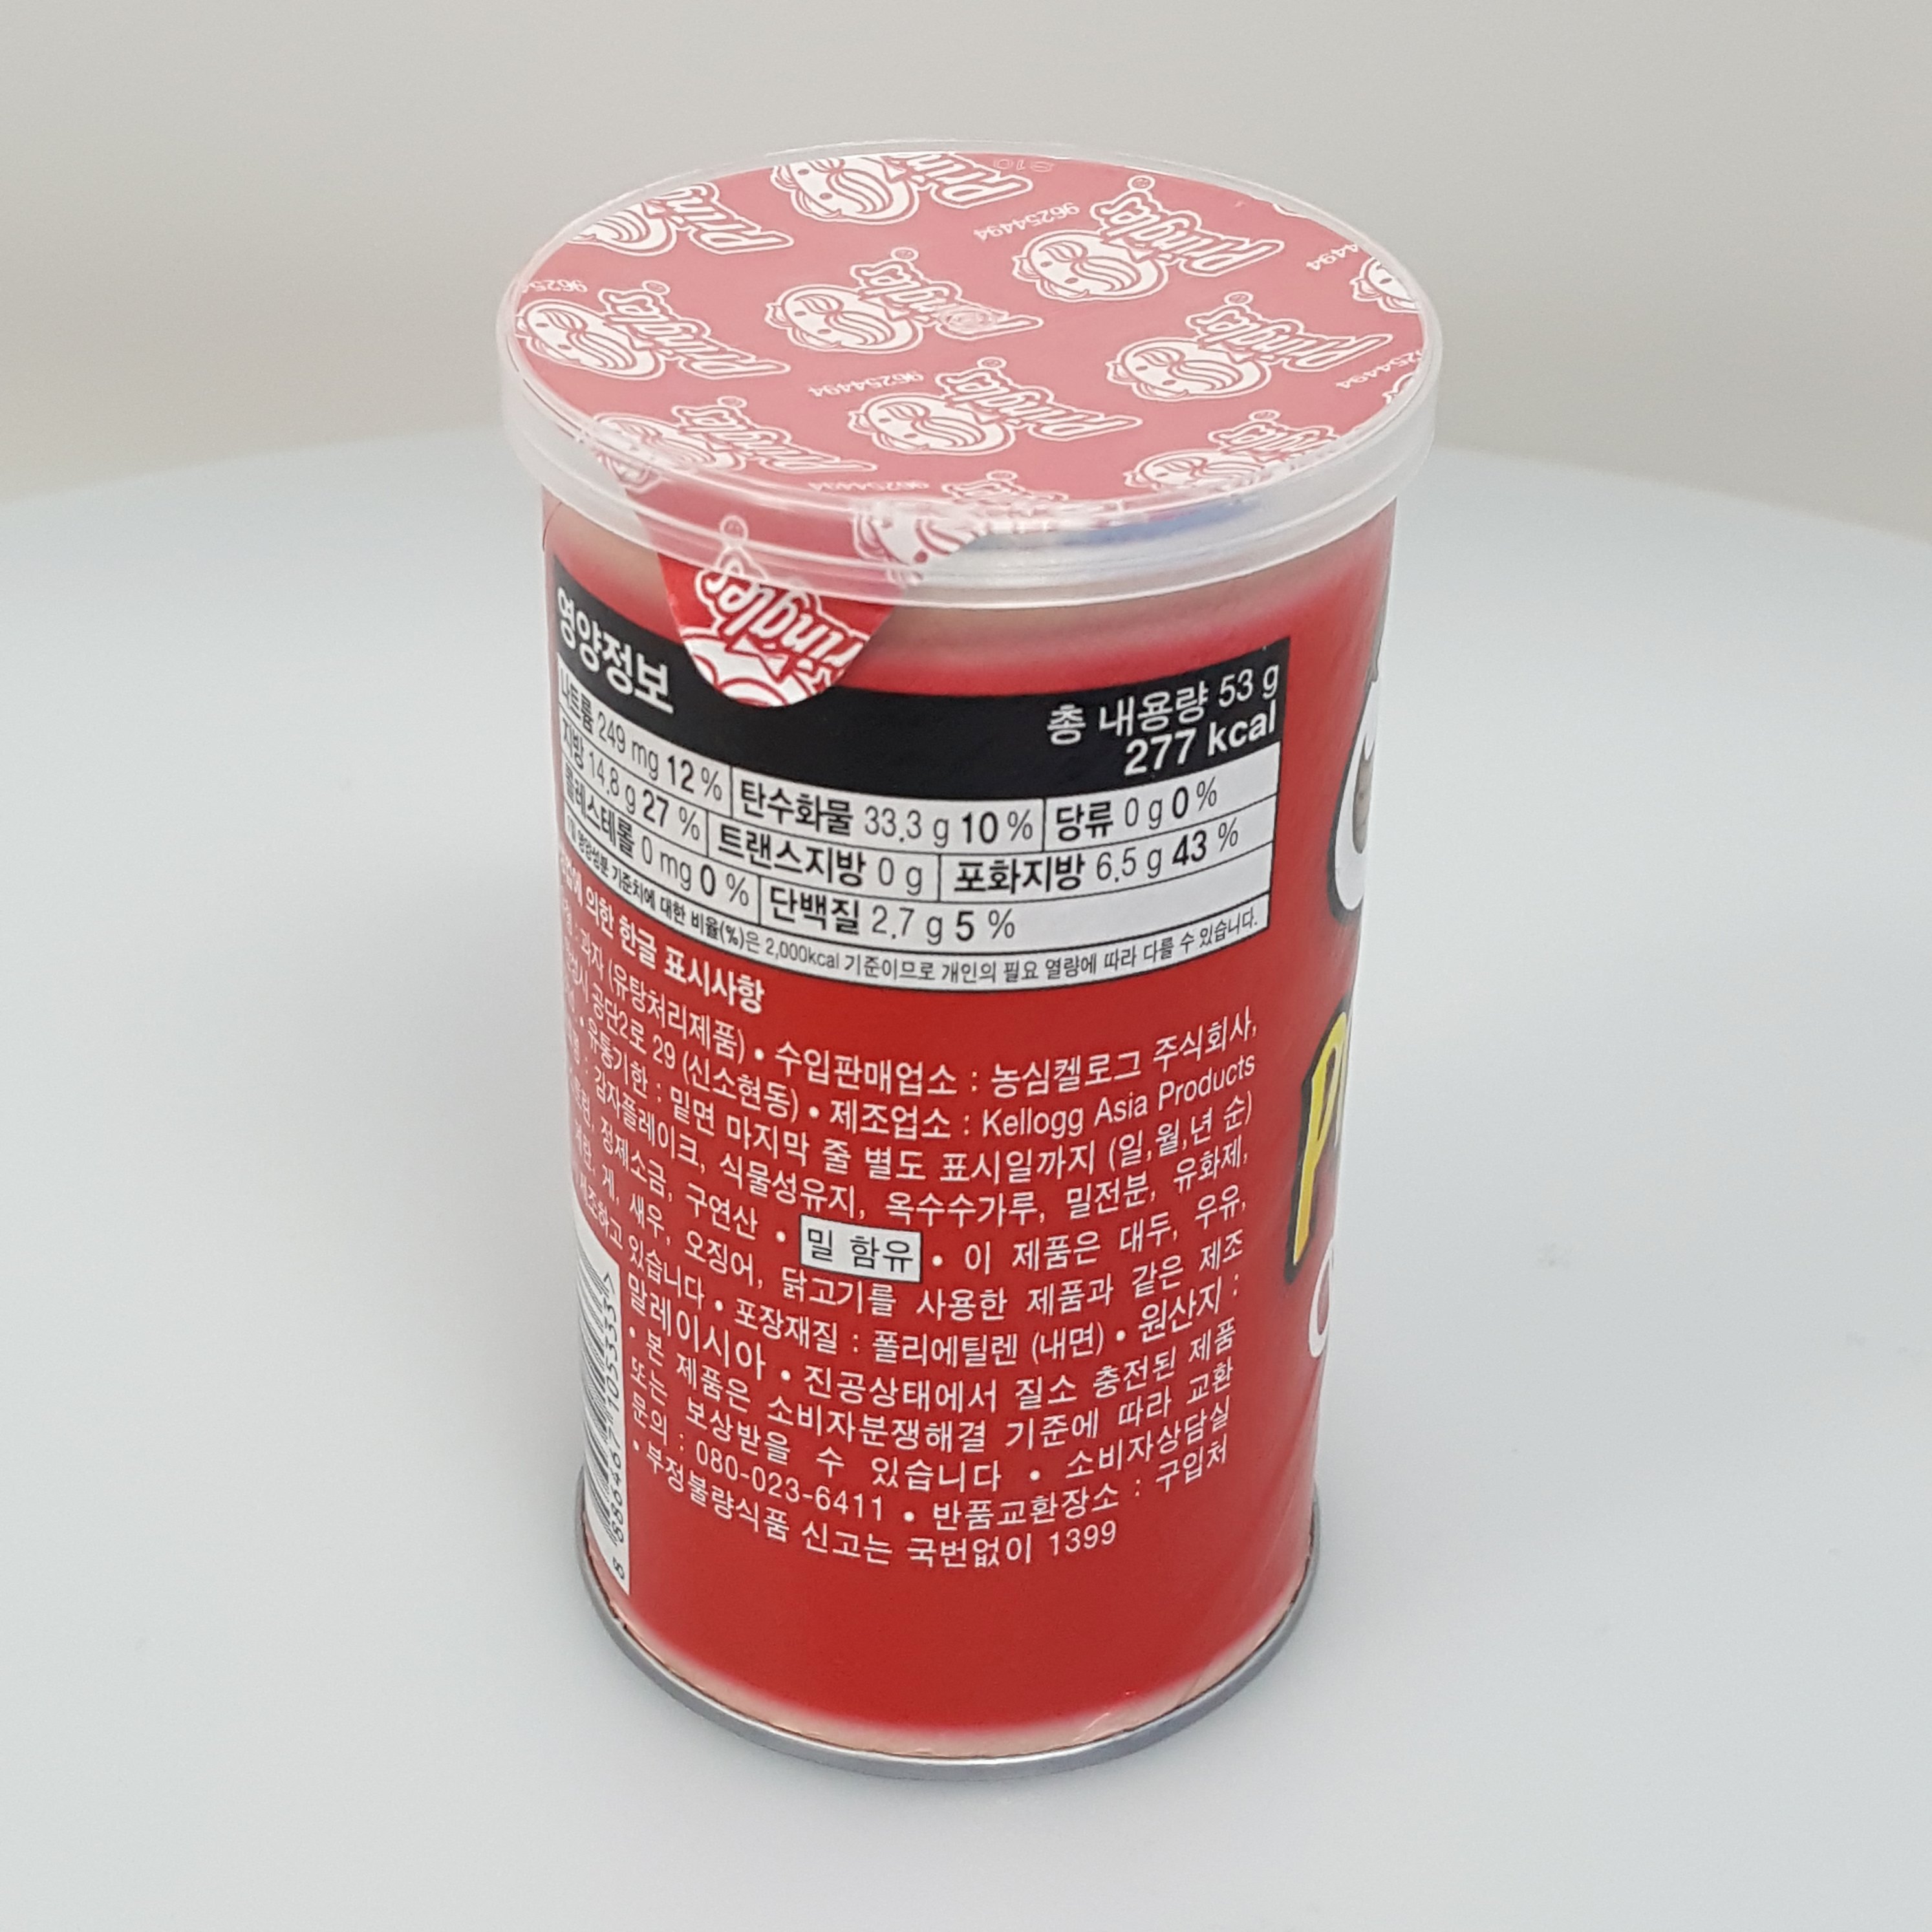 Pringles
Pringles
96254494
Pringles
96254494
Pringles
Pringles
96254494
Pringles
영양정보
총 내용량 53 g
277 kcal
나트륨 249 mg 12 % 탄수화물 33.3 g 10 % 당류 0 g 0 %
지방 14.8 g 27 % 트랜스지방 0 g 포화지방 6.5 g 43 %
콜레스테롤 0 mg 0 % 단백질 2.7 g 5 %
영양성분 기준치에 대한 비율(%)은 2,000kcal 기준이므로 개인의 필요 열량에 따라 다를 수 있습니다.
의한 한글 표시사항
과자 (유탕처리제품) • 수입판매업소 : 농심켈로그 주식회사,
공단2로 29 (신소현동) • 제조업소 : Kellogg Asia Products
• 유통기한 : 밑면 마지막 줄 별도 표시일까지 (일,월,년 순)
: 감자플레이크, 식물성유지, 옥수수가루, 밀전분, 유화제,
정제소금, 구연산 • 밀 함유 • 이 제품은 대두, 우유,
게, 새우, 오징어, 닭고기를 사용한 제품과 같은 제조
제조하고 있습니다 • 포장재질 : 폴리에틸렌 (내면) • 원산지 :
말레이시아 • 진공상태에서 질소 충전된 제품
• 본 제품은 소비자분쟁해결 기준에 따라 교환
또는 보상받을 수 있습니다 • 소비자상담실
문의 : 080-023-6411 • 반품교환장소 : 구입처
• 부정불량식품 신고는 국번없이 1399